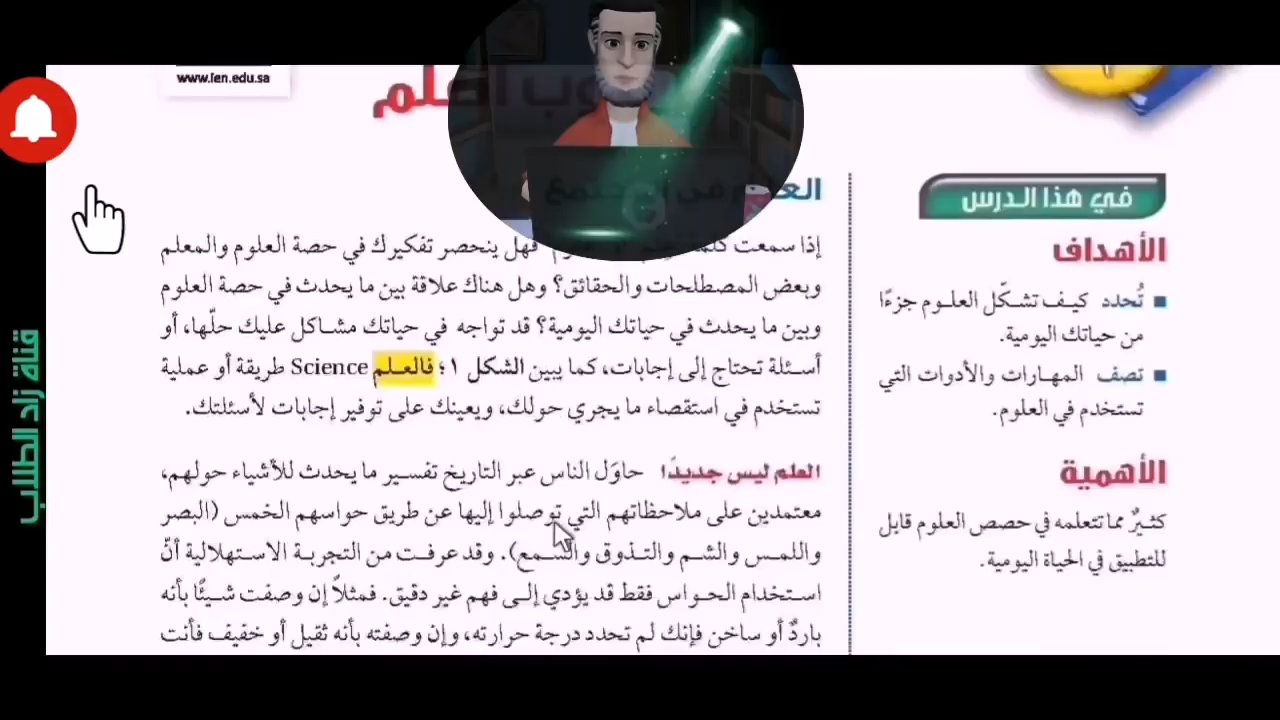 www.ien.edu.sa
في هذا الدرس
الأهداف
تُحدد كيف تشكّل العلوم جزءًا
من حياتك اليومية.
تصف المهارات والأدوات التي
تستخدم في العلوم.
الأهمية
كثيرٌ مما تتعلمه في حصص العلوم قابل
للتطبيق في الحياة اليومية.
إذا سمعت فهل ينحصر تفكيرك في حصة العلوم والمعلم
وبعض المصطلحات والحقائق؟ وهل هناك علاقة بين ما يحدث في حصة العلوم
وبين ما يحدث في حياتك اليومية؟ قد تواجه في حياتك مشاكل عليك حلّها، أو
أسئلة تحتاج إلى إجابات، كما يبين الشكل ١؛ فالعلم Science طريقة أو عملية
تستخدم في استقصاء ما يجري حولك، ويعينك على توفير إجابات لأسئلتك.
العلم ليس جديدًا حاوَل الناس عبر التاريخ تفسير ما يحدث للأشياء حولهم،
معتمدين على ملاحظاتهم التي توصلوا إليها عن طريق حواسهم الخمس (البصر
واللمس والشم والتذوق والسمع). وقد عرفت من التجربة الاستهلالية أنّ
استخدام الحواس فقط قد يؤدي إلى فهم غير دقيق. فمثلاً إن وصفت شيئًا بأنه
باردٌ أو ساخن فإنك لم تحدد درجة حرارته، وإن وصفته بأنه ثقيل أو خفيف فأنت
قناة زاد الطلاب